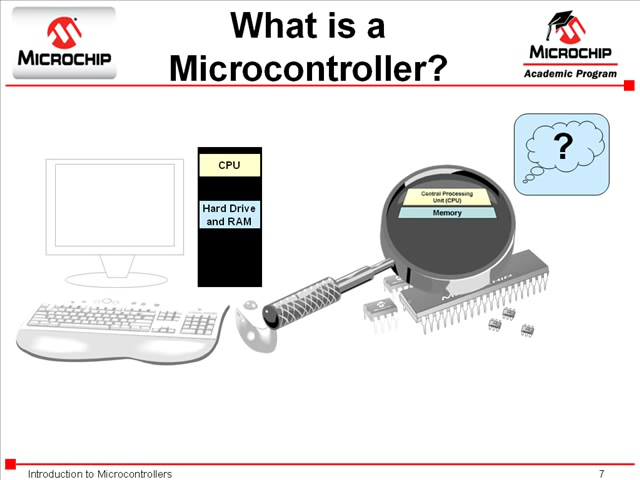 MICROCHIP
What is a
Microcontroller?
MICROCHIP
Academic Program
CPU
Hard Drive
and RAM
Central Processing
Unit (CPU)
Memory
?
Introduction to Microcontrollers
7